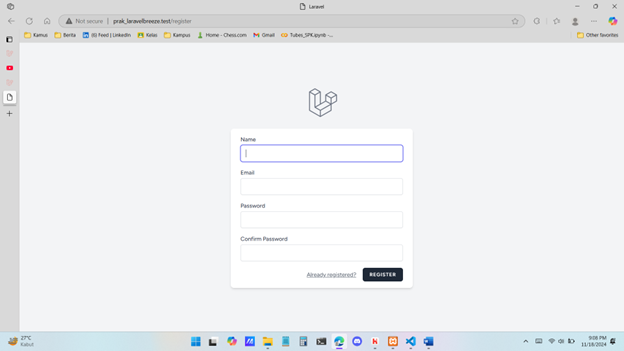 Laravel
Not secure
prak_laravelbreeze.test/register
Kamus
Berita
(6) Feed | LinkedIn
Kelas
Kampus
Home - Chess.com
Gmail
Tubes_SPK.ipynb -...
Other favorites
Name
Email
Password
Confirm Password
Already registered?
REGISTER
27°C
Kabut
9:08 PM
11/18/2024